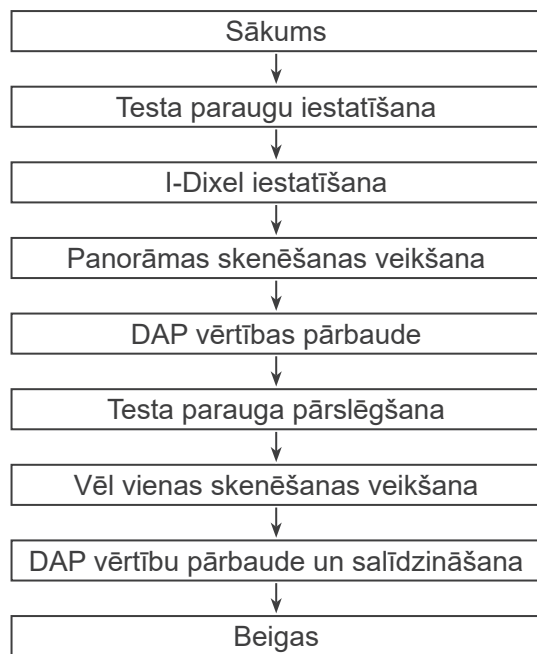 Sākums
Testa paraugu iestatīšana
I-Dixel iestatīšana
Panorāmas skenēšanas veikšana
DAP vērtības pārbaude
Testa parauga pārslēgšana
Vēl vienas skenēšanas veikšana
DAP vērtību pārbaude un salīdzināšana
Beigas